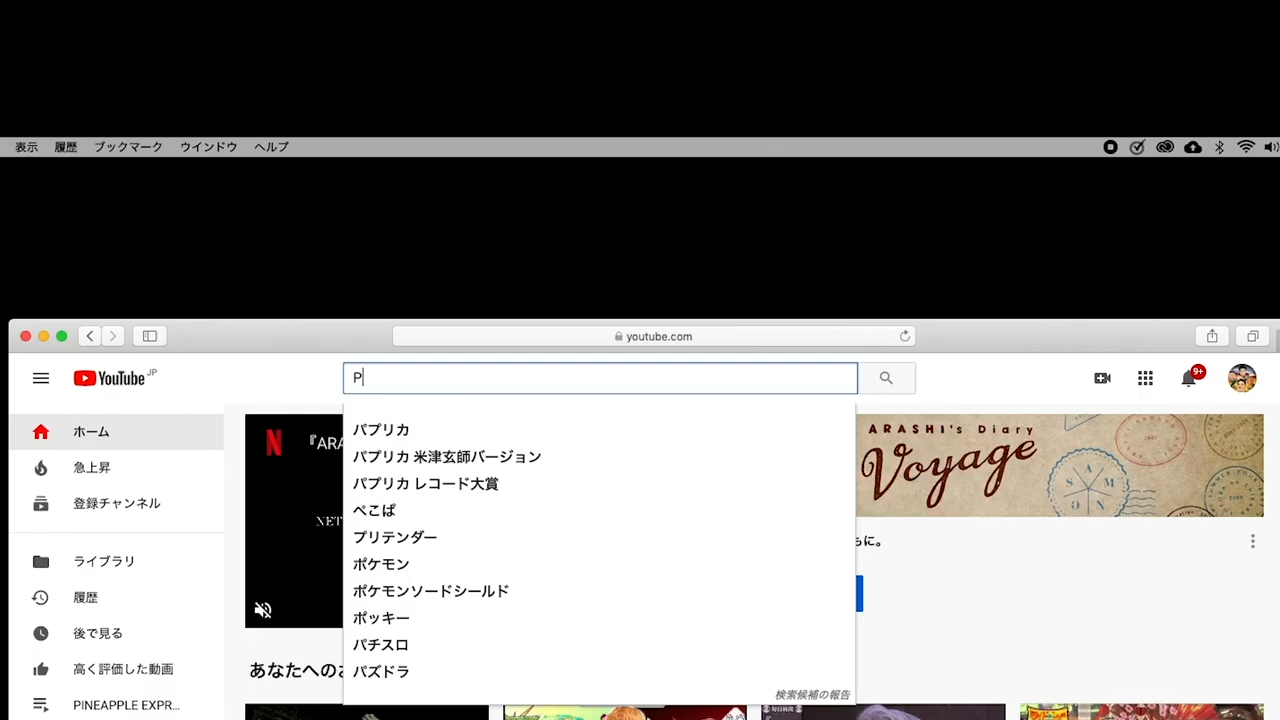 表示 履歴 ブックマーク ウインドウ ヘルプ
youtube.com
YouTube JP
P
9+
ホーム
急上昇
登録チャンネル
ライブラリ
履歴
後で見る
高く評価した動画
PINEAPPLE EXPR...
パプリカ
パプリカ 米津玄師バージョン
パプリカ レコード大賞
ぺこぱ
プリテンダー
ポケモン
ポケモンソードシールド
ポッキー
パチスロ
パズドラ
検索候補の報告
N
『ARA
NET
ARASHI's Diary
Voyage
に。
あなたへのお